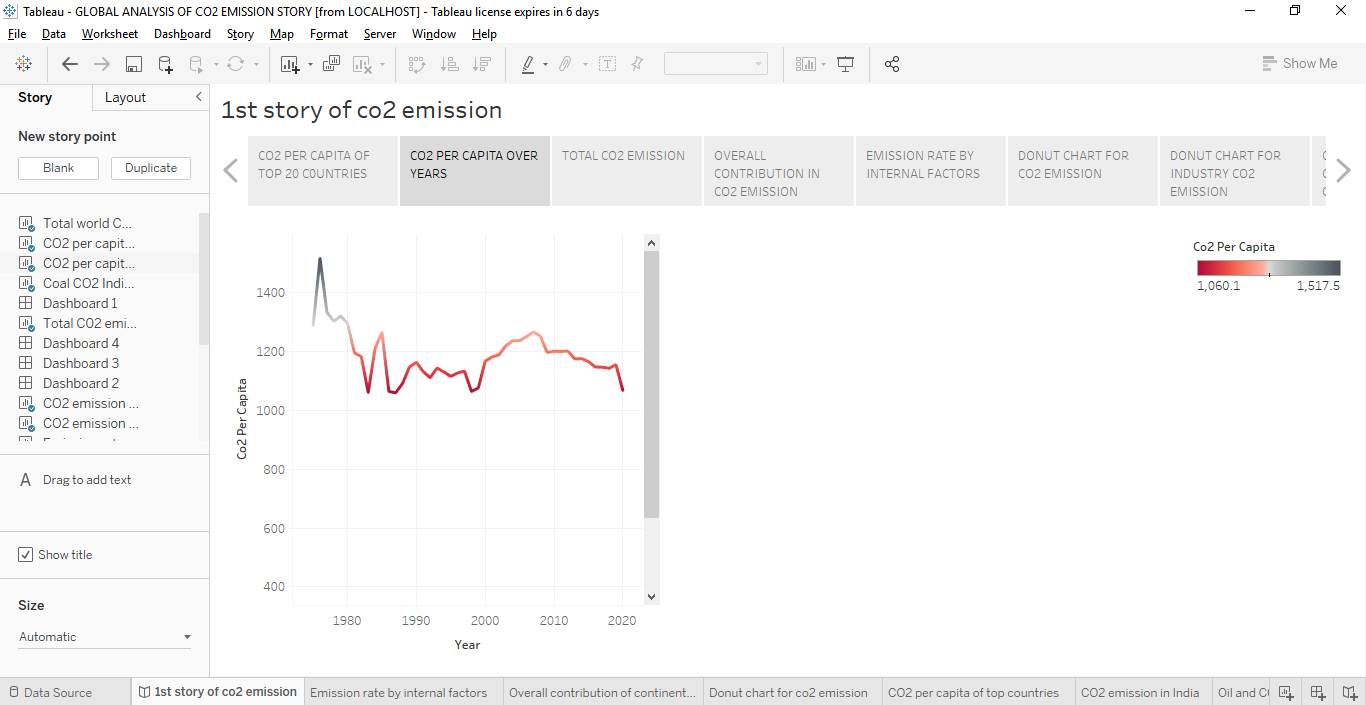 Tableau - GLOBAL ANALYSIS OF CO2 EMISSION STORY [from LOCALHOST] - Tableau license expires in 6 days
File Data Worksheet Dashboard Story Map Format Server Window Help
Show Me
Story Layout
New story point
Blank Duplicate
Total world C...
CO2 per capit...
CO2 per capit...
Coal CO2 Indi...
Dashboard 1
Total CO2 emi...
Dashboard 4
Dashboard 3
Dashboard 2
CO2 emission ...
CO2 emission ...
A Drag to add text
Show title
Size
Automatic
1st story of co2 emission
CO2 PER CAPITA OF
TOP 20 COUNTRIES
CO2 PER CAPITA OVER
YEARS
TOTAL CO2 EMISSION
OVERALL
CONTRIBUTION IN
CO2 EMISSION
EMISSION RATE BY
INTERNAL FACTORS
DONUT CHART FOR
CO2 EMISSION
DONUT CHART FOR
INDUSTRY CO2
EMISSION
Co2 Per Capita
1400
1200
1000
800
600
400
1980 1990 2000 2010 2020
Year
Co2 Per Capita
1,060.1 1,517.5
Data Source 1st story of co2 emission Emission rate by internal factors Overall contribution of continent... Donut chart for co2 emission CO2 per capita of top countries CO2 emission in India Oil and